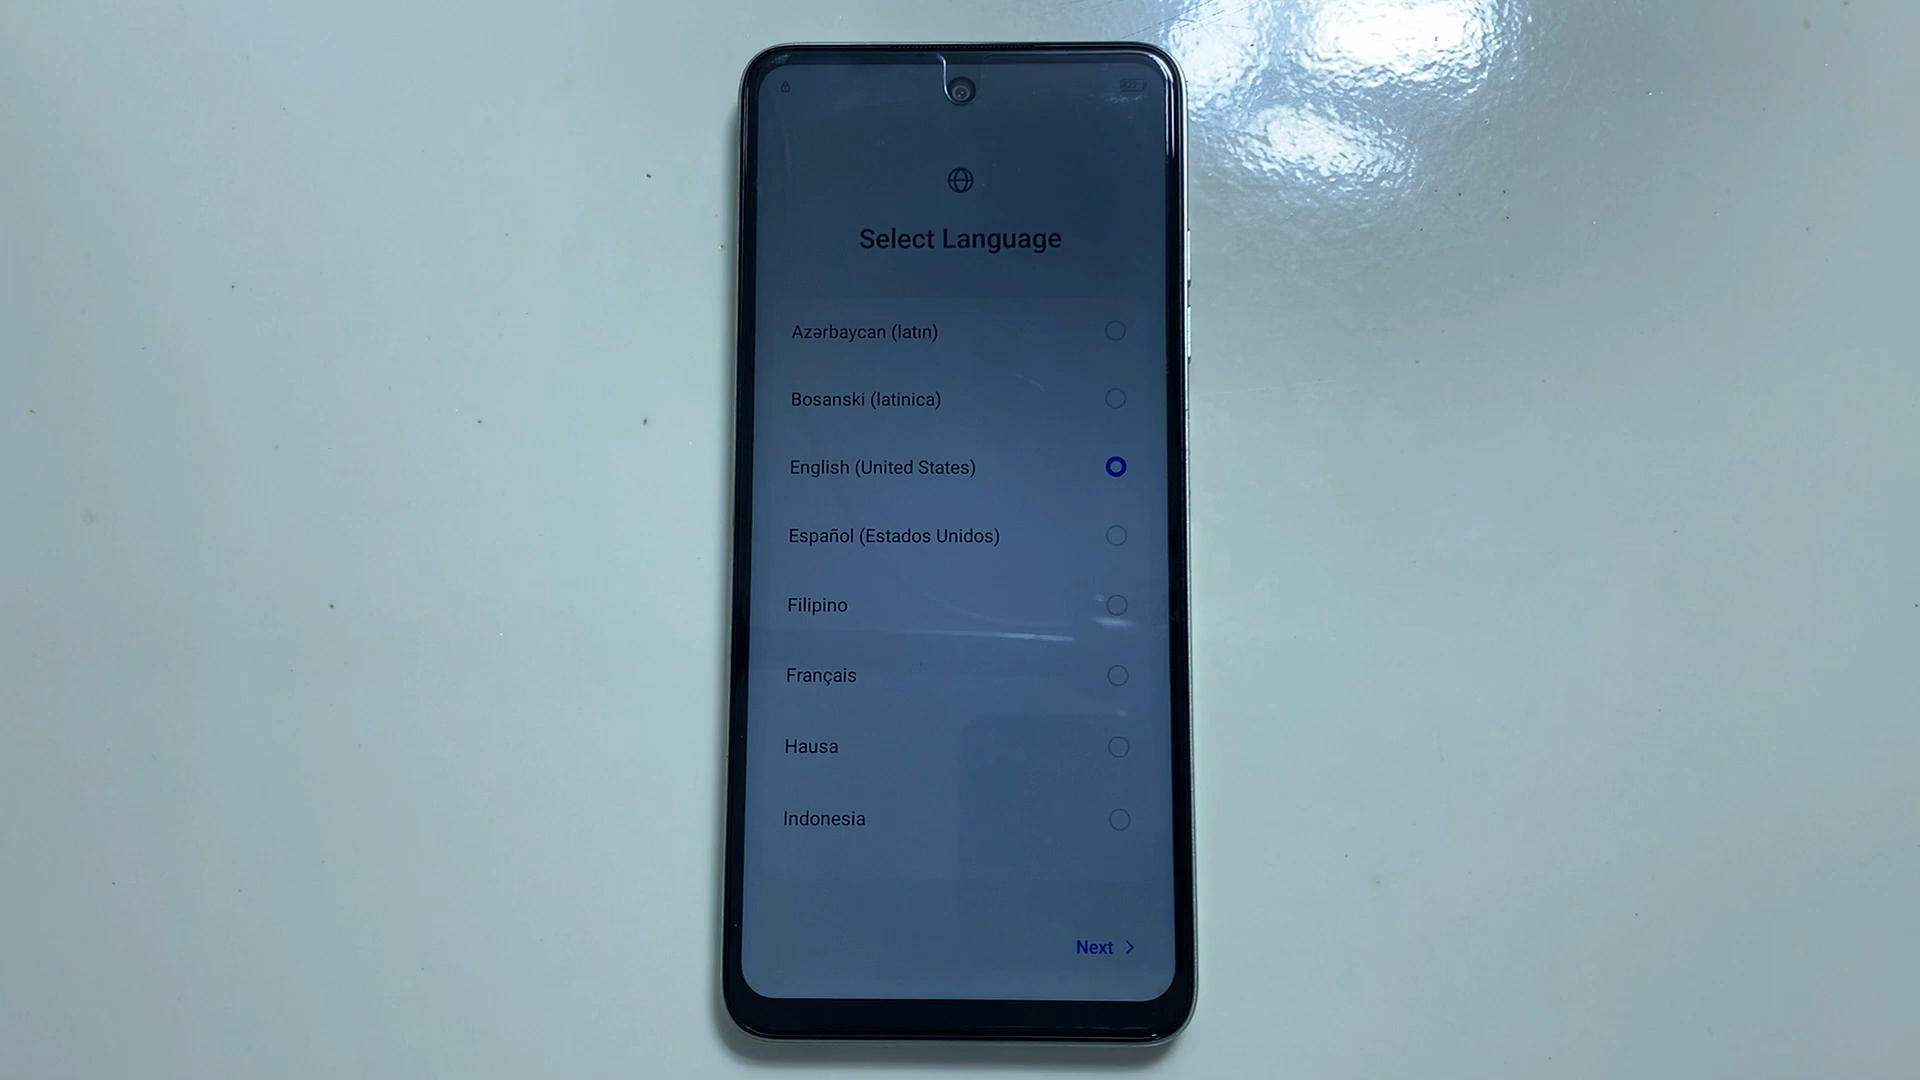 Select Language
Azərbaycan (latın)
Bosanski (latinica)
English (United States)
Español (Estados Unidos)
Filipino
Français
Hausa
Indonesia
Next